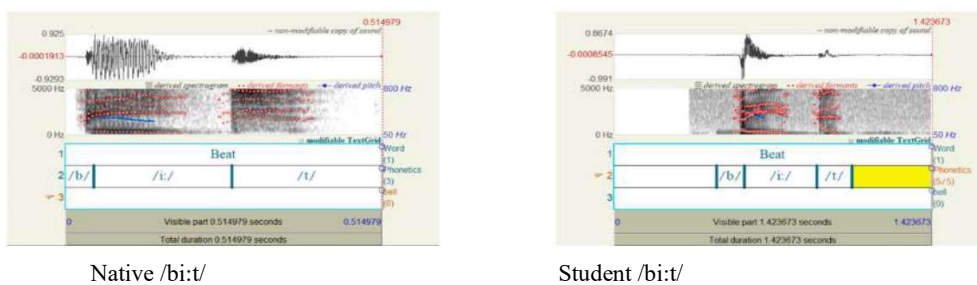 0.514979
0.925
~ non-modifiable copy of sound
-0.0001913
-0.9293
derived spectrogram derived formants derived pitch
5000 Hz
800 Hz
0 Hz
50 Hz
modifiable TextGrid
1
Beat
Word
(1)
2
/b/
/i:/
/t/
Phonetics
(3)
3
bell
(0)
0
Visible part 0.514979 seconds
0.514979
Total duration 0.514979 seconds
Native /bi:t/
1.423673
0.8674
~ non-modifiable copy of sound
-0.0008545
-0.991
derived spectrogram derived formants derived pitch
5000 Hz
800 Hz
0 Hz
50 Hz
modifiable TextGrid
1
Beat
Word
(1)
2
/b/
/i:/
/t/
Phonetics
(5/5)
3
bell
(0)
0
Visible part 1.423673 seconds
1.423673
Total duration 1.423673 seconds
Student /bi:t/